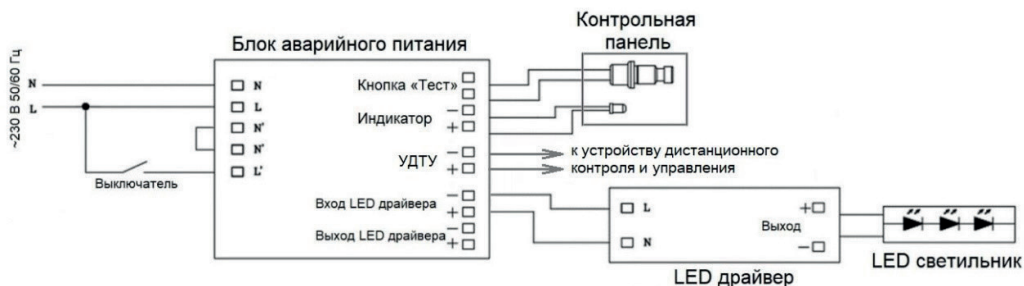 Контрольная
панель
Блок аварийного питания
~230 В 50/60 Гц
N
L
N
L
N'
N'
L'
Выключатель
Кнопка «Тест»
Индикатор
−
+
УДТУ
−
+
к устройству дистанционного
контроля и управления
Вход LED драйвера
−
+
Выход LED драйвера
−
+
L
N
Выход
+
−
LED драйвер
LED светильник